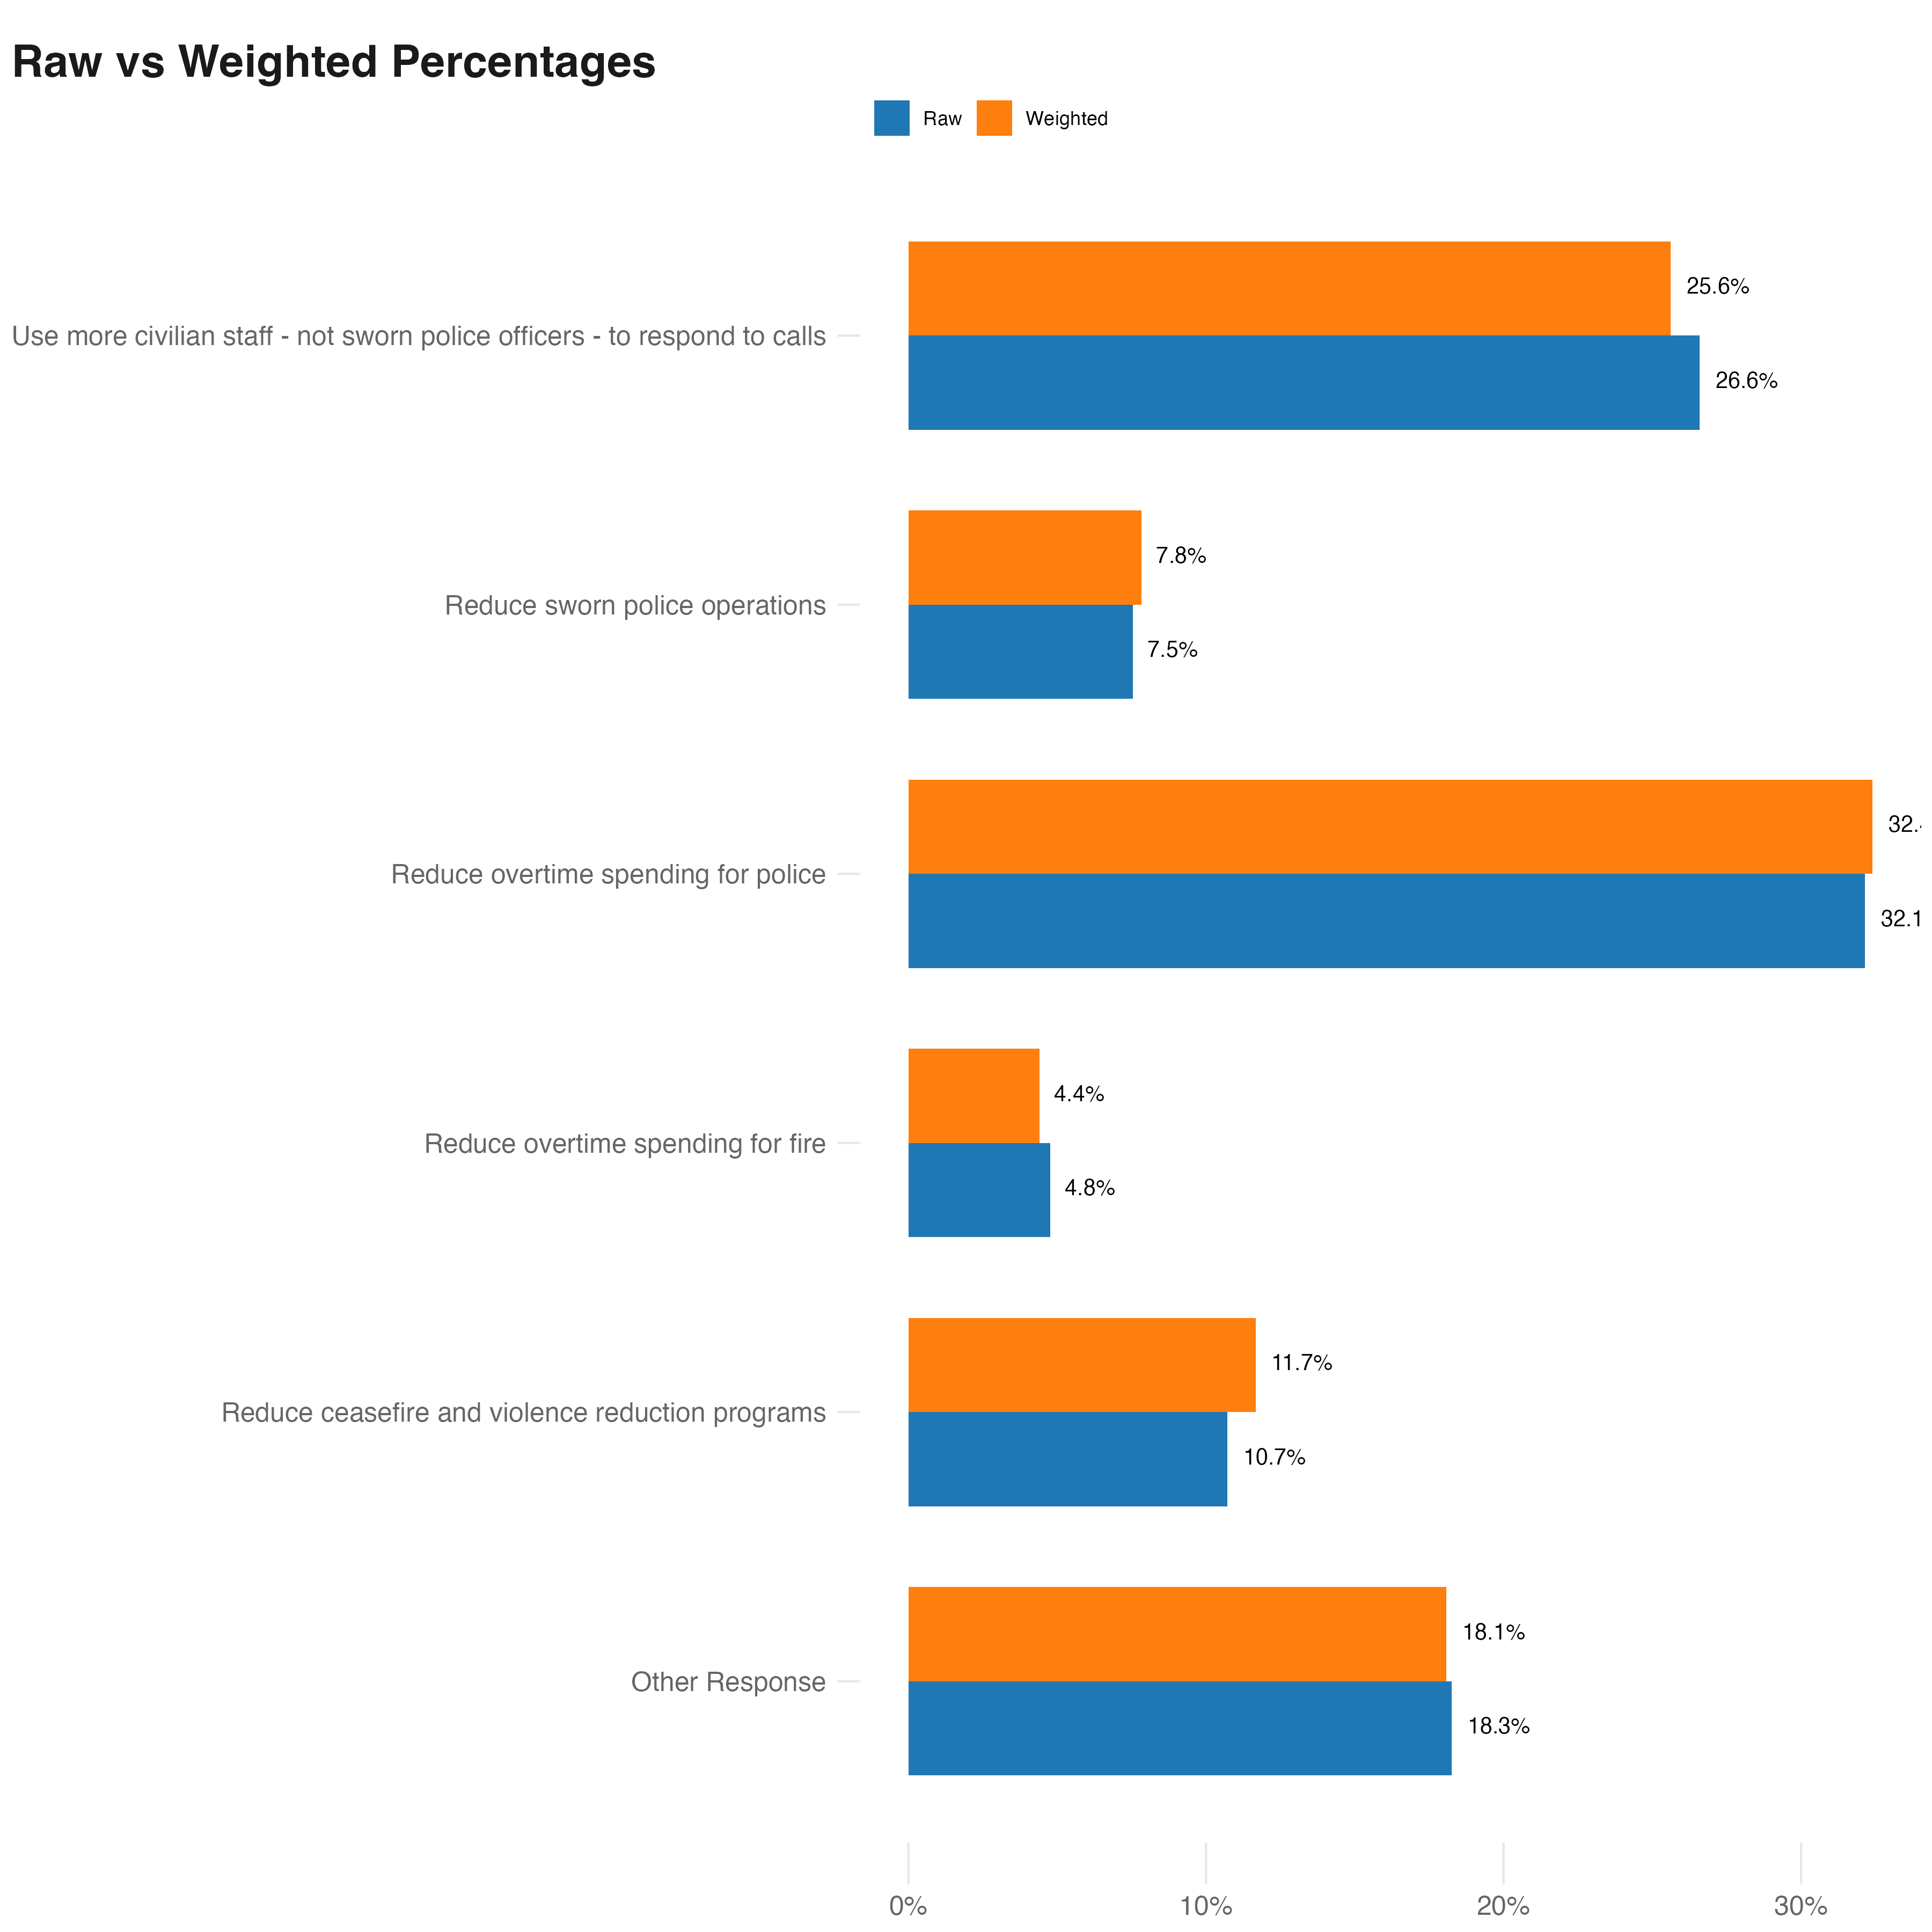 Raw vs Weighted Percentages
Raw Weighted
Use more civilian staff - not sworn police officers - to respond to calls
25.6%
26.6%
Reduce sworn police operations
7.8%
7.5%
Reduce overtime spending for police
32.
32.1
Reduce overtime spending for fire
4.4%
4.8%
Reduce ceasefire and violence reduction programs
11.7%
10.7%
Other Response
18.1%
18.3%
0% 10% 20% 30%